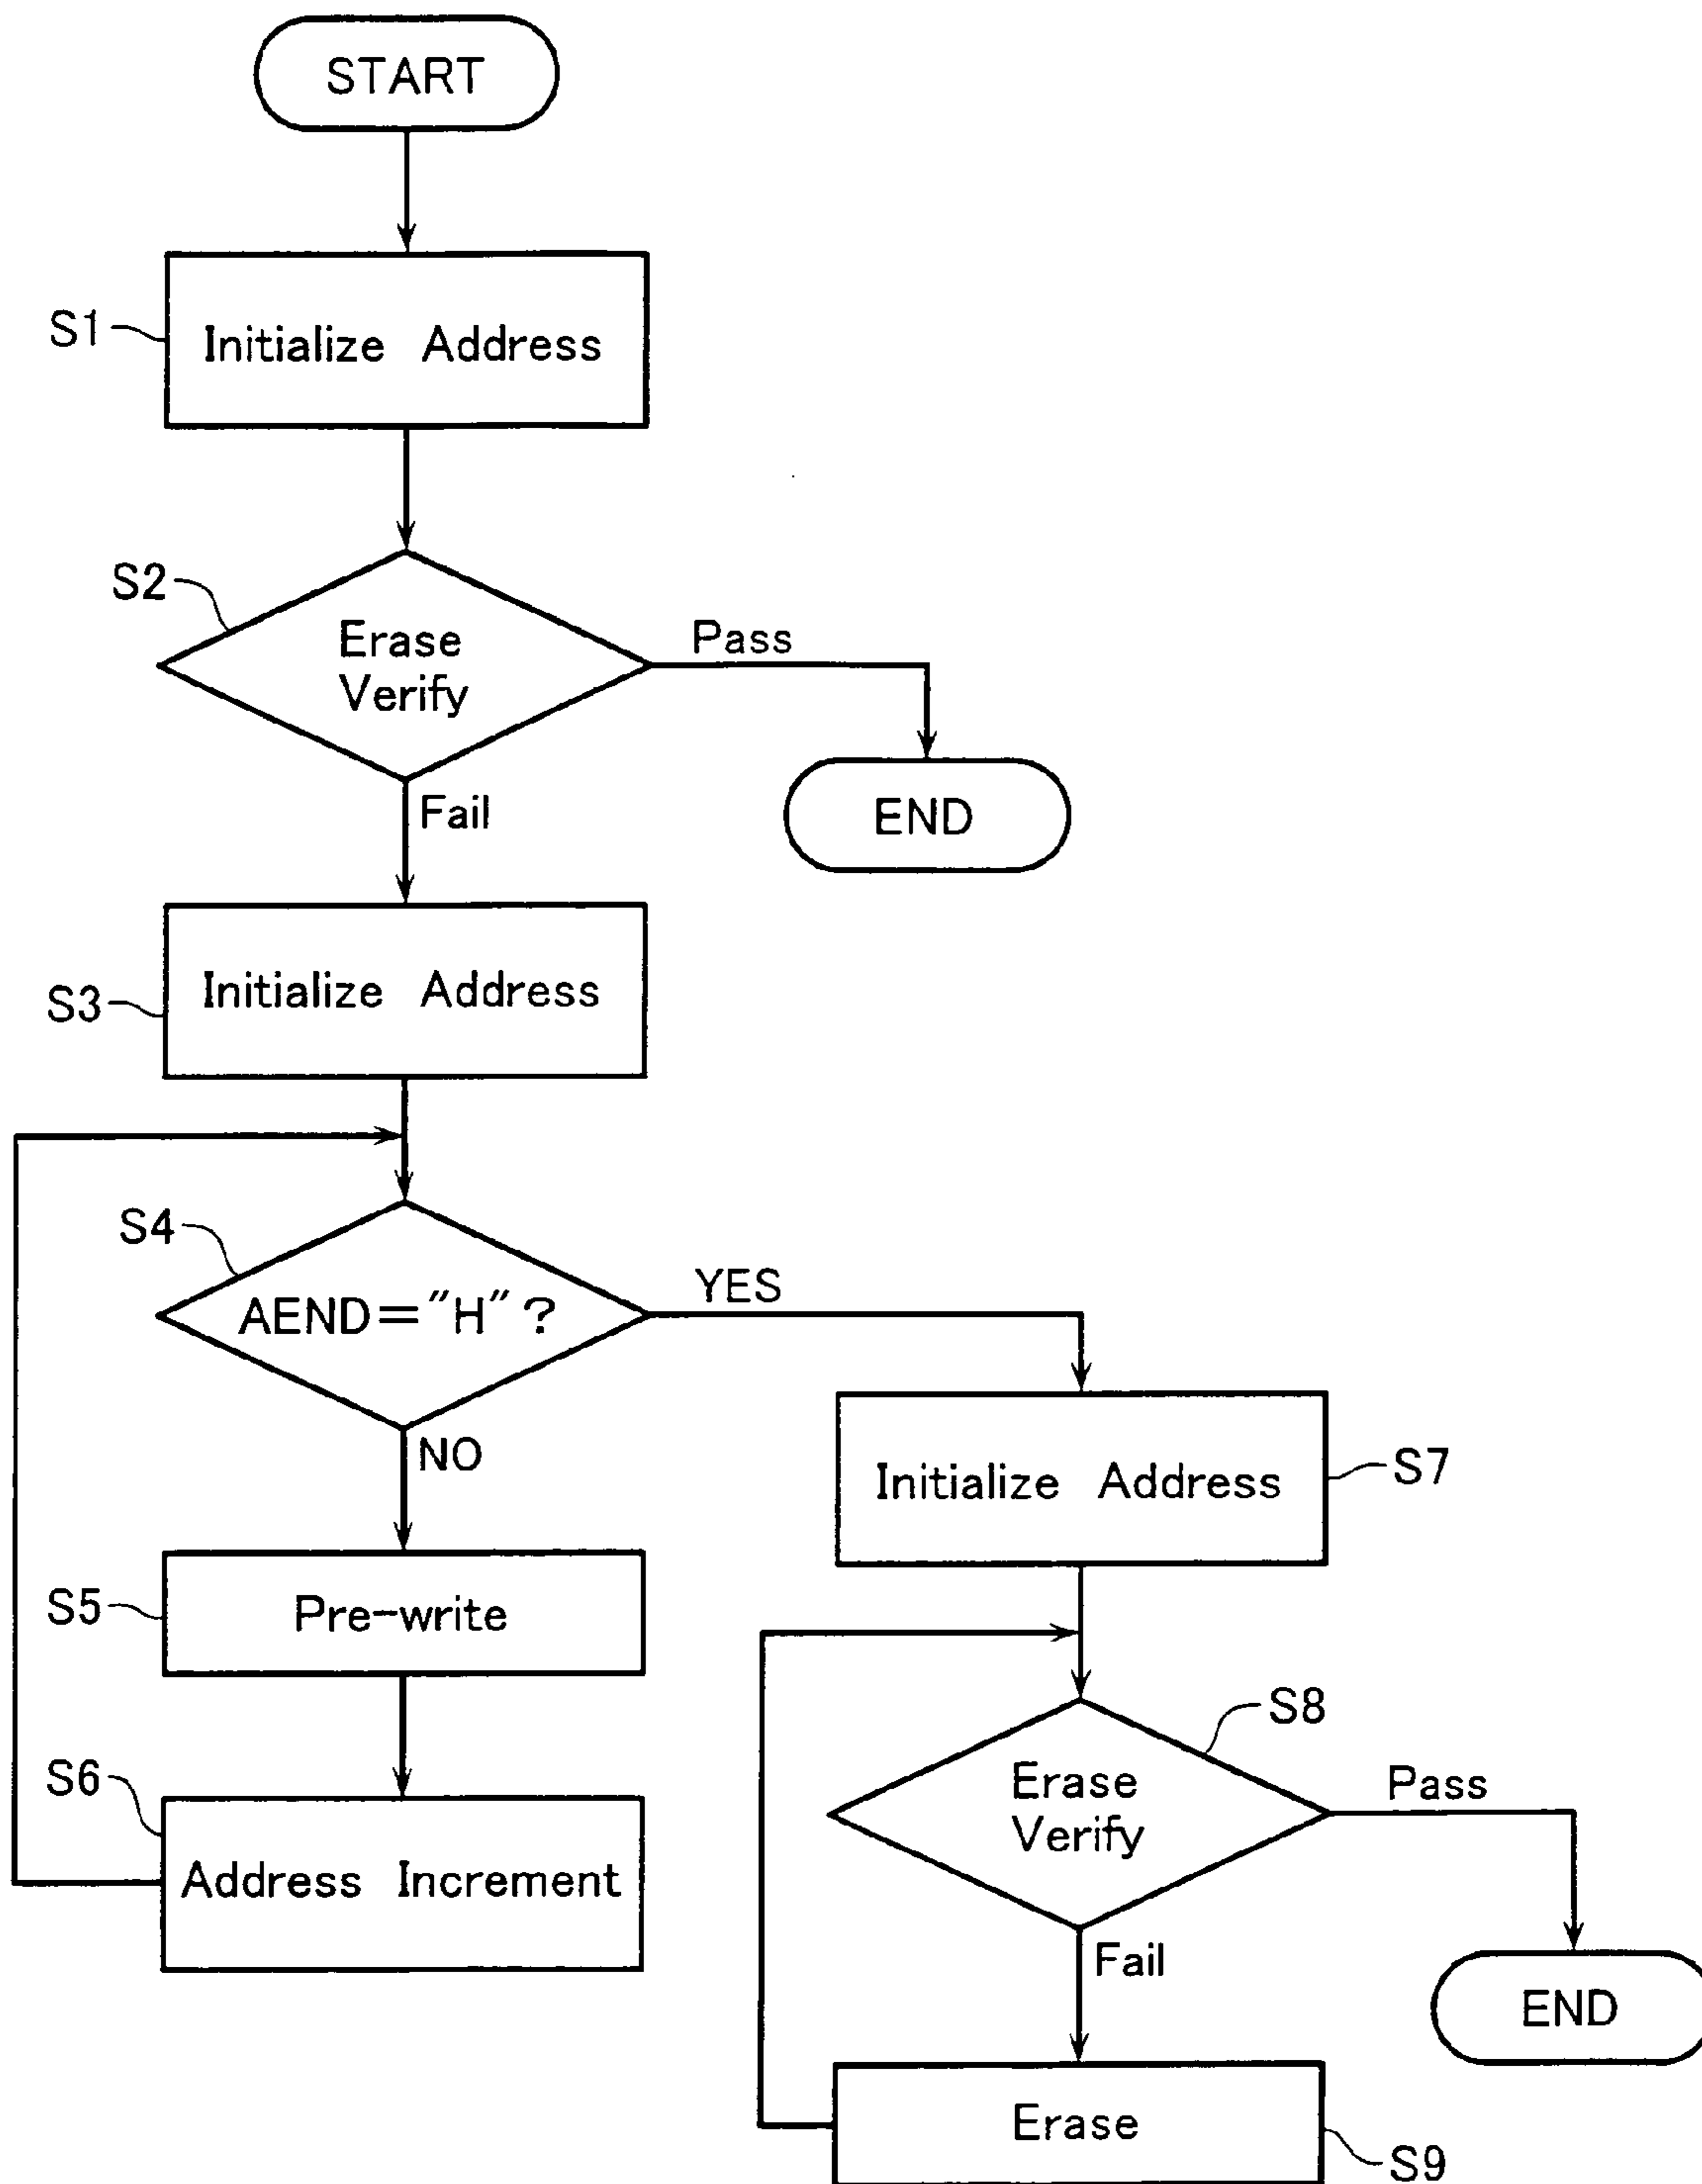 START
S1
Initialize Address
S2
Erase
Verify
Pass
END
Fail
S3
Initialize Address
S4
AEND="H"?
YES
NO
S7
Initialize Address
S5
Pre-write
S8
Erase
Verify
Pass
S6
Address Increment
Fail
END
Erase
S9